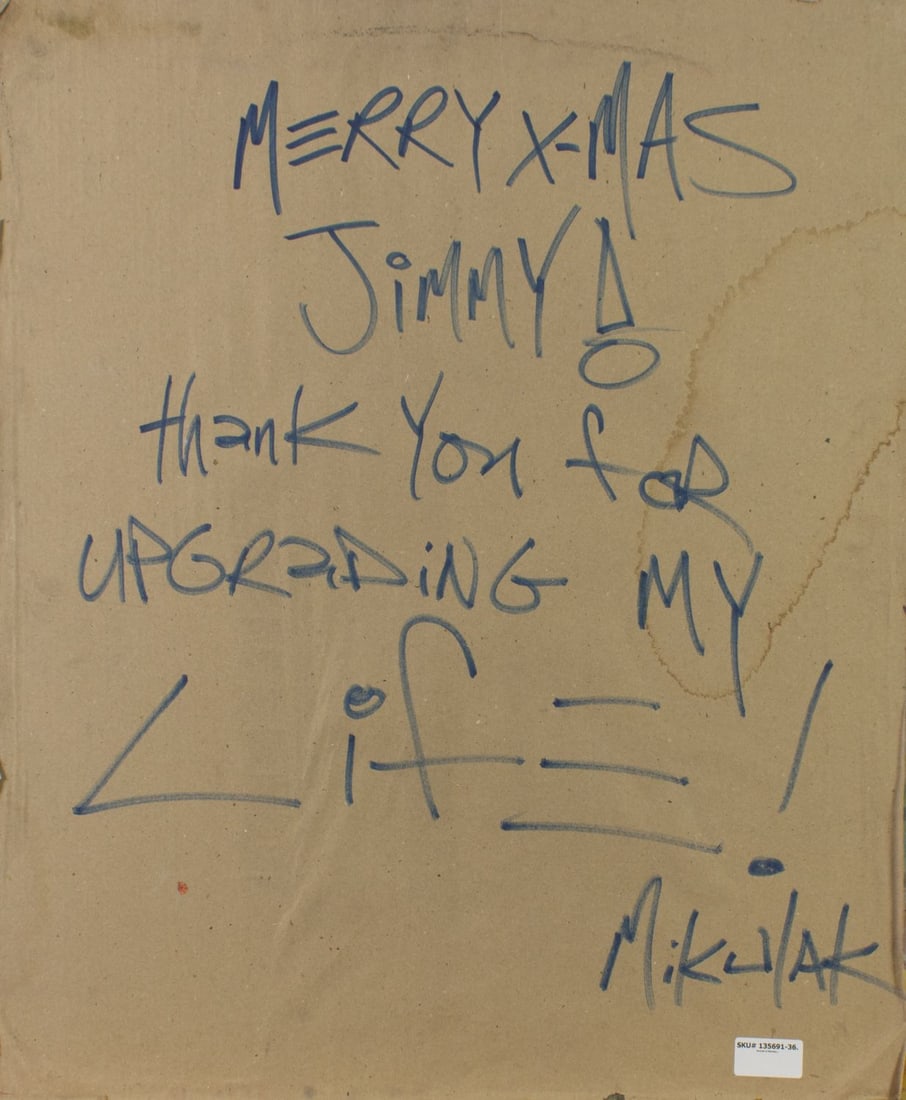 MERRY X-MAS
JiMMY!
thank You foR
UPGRaDiNG MY
LifE!
MikulAK
SKU# 135691-36.